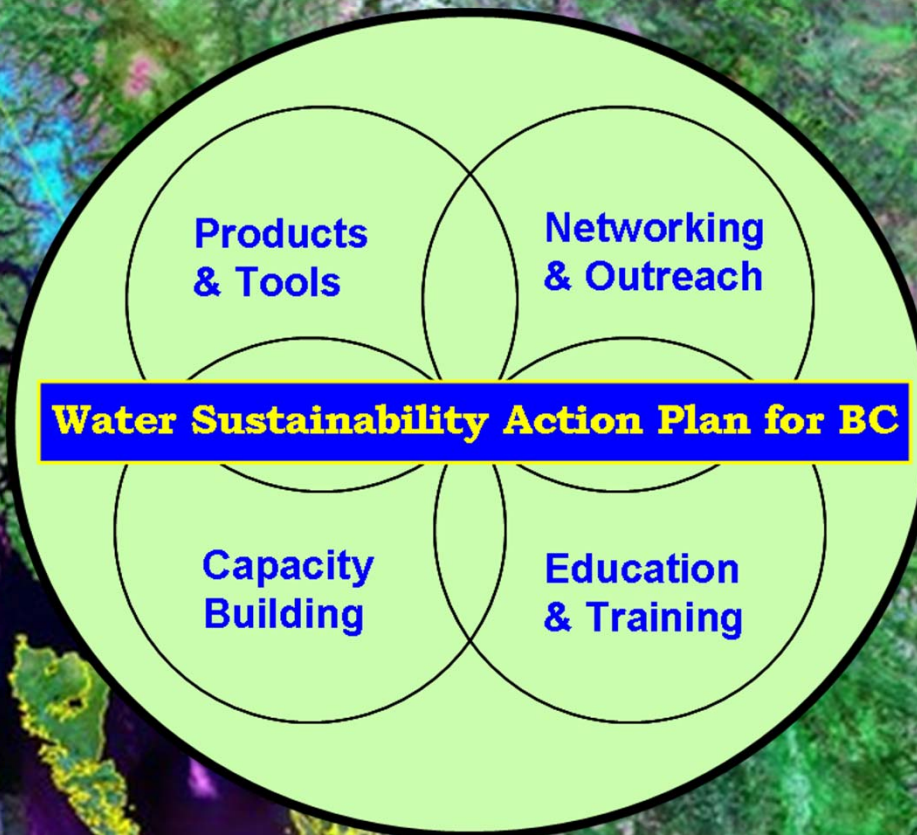 Products
& Tools
Networking
& Outreach
Water Sustainability Action Plan for BC
Capacity
Building
Education
& Training